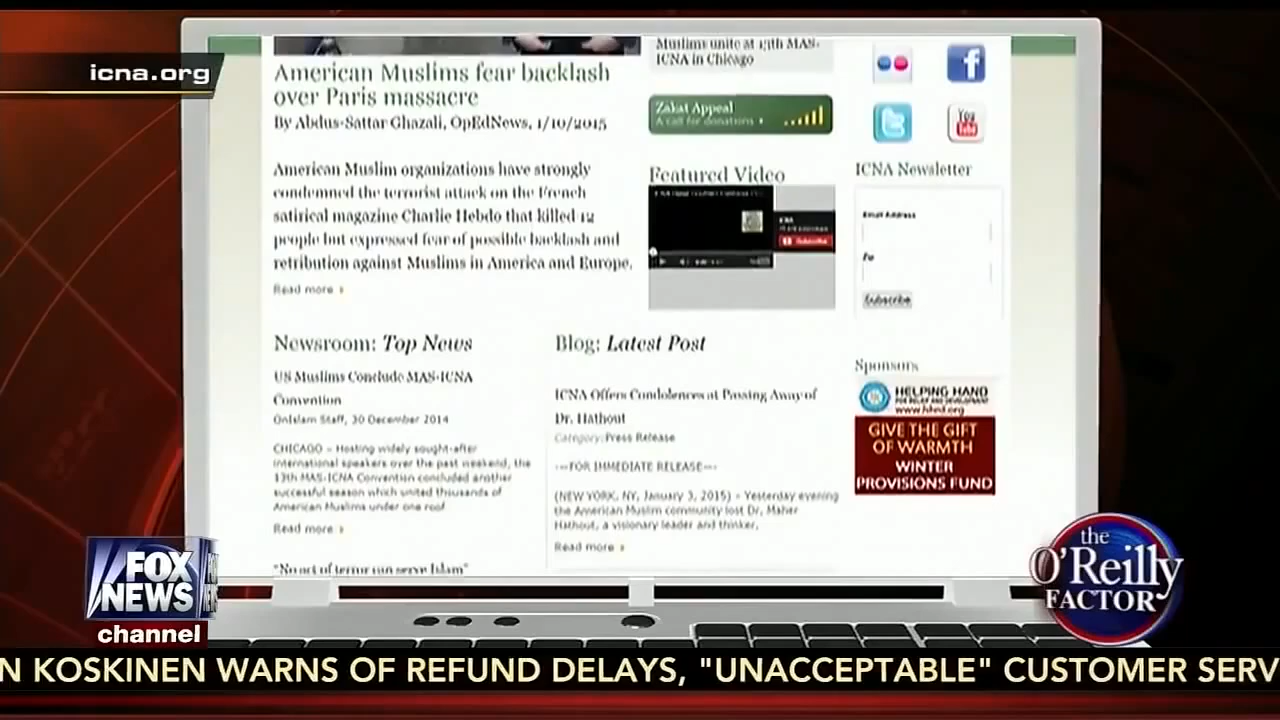 icna.org
American Muslims fear backlash
over Paris massacre
By Abdus-Sattar Ghazali, OpEdNews, 1/10/2015
American Muslim organizations have strongly
condemned the terrorist attack on the French
satirical magazine Charlie Hebdo that killed 12
people but expressed fear of possible backlash and
retribution against Muslims in America and Europe.
Read more
Muslims unite at 13th MAS-
ICNA in Chicago
Zakat Appeal
A call for donations
Featured Video
Subscribe
f
You
Tube
ICNA Newsletter
Email Address
Subscribe
Newsroom: Top News
US Muslims Conclude MAS-ICNA
Convention
OnIslam Staff, 30 December 2014
CHICAGO – Hosting widely sought-after
international speakers over the past weekend, the
13th MAS-ICNA Convention concluded another
successful season which united thousands of
American Muslims under one roof
Read more
"No act of terror can serve Islam"
Blog: Latest Post
ICNA Offers Condolences at Passing Away of
Dr. Hathout
Category: Press Release
---FOR IMMEDIATE RELEASE---
(NEW YORK, NY, January 3, 2015) – Yesterday evening
the American Muslim community lost Dr. Maher
Hathout, a visionary leader and thinker,
Read more
Sponsors
HELPING HAND
FOR RELIEF AND DEVELOPMENT
www.hhrd.org
GIVE THE GIFT
OF WARMTH
WINTER
PROVISIONS FUND
FOX
NEWS
channel
the
O'Reilly
FACTOR
N KOSKINEN WARNS OF REFUND DELAYS, "UNACCEPTABLE" CUSTOMER SERV